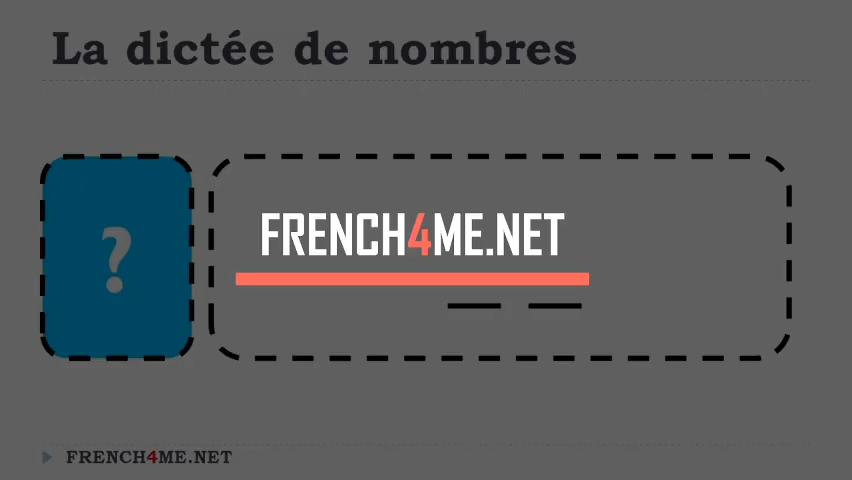 La dictée de nombres
?
FRENCH4ME.NET
FRENCH4ME.NET